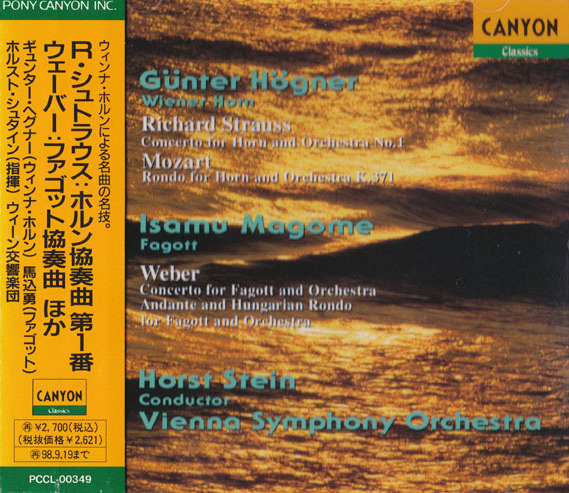 PONY CANYON INC.
ウィンナ・ホルンによる名曲の名技。
R・シュトラウス:ホルン協奏曲 第1番
ウェーバー:ファゴット協奏曲 ほか
ギュンター・ヘグナー(ウィンナ・ホルン) 馬込勇(ファゴット)
ホルスト・シュタイン(指揮) ウィーン交響楽団
CANYON
Classics
㊢¥2,700(税込)
(税抜価格¥2,621)
㊢98.9.19まで
PCCL-00349
CANYON
Classics
Günter Högner
Wiener Horn
Richard Strauss
Concerto for Horn and Orchestra No.1
Mozart
Rondo for Horn and Orchestra K.371
Isamu Magome
Fagott
Weber
Concerto for Fagott and Orchestra
Andante and Hungarian Rondo
for Fagott and Orchestra
Horst Stein
Conductor
Vienna Symphony Orchestra